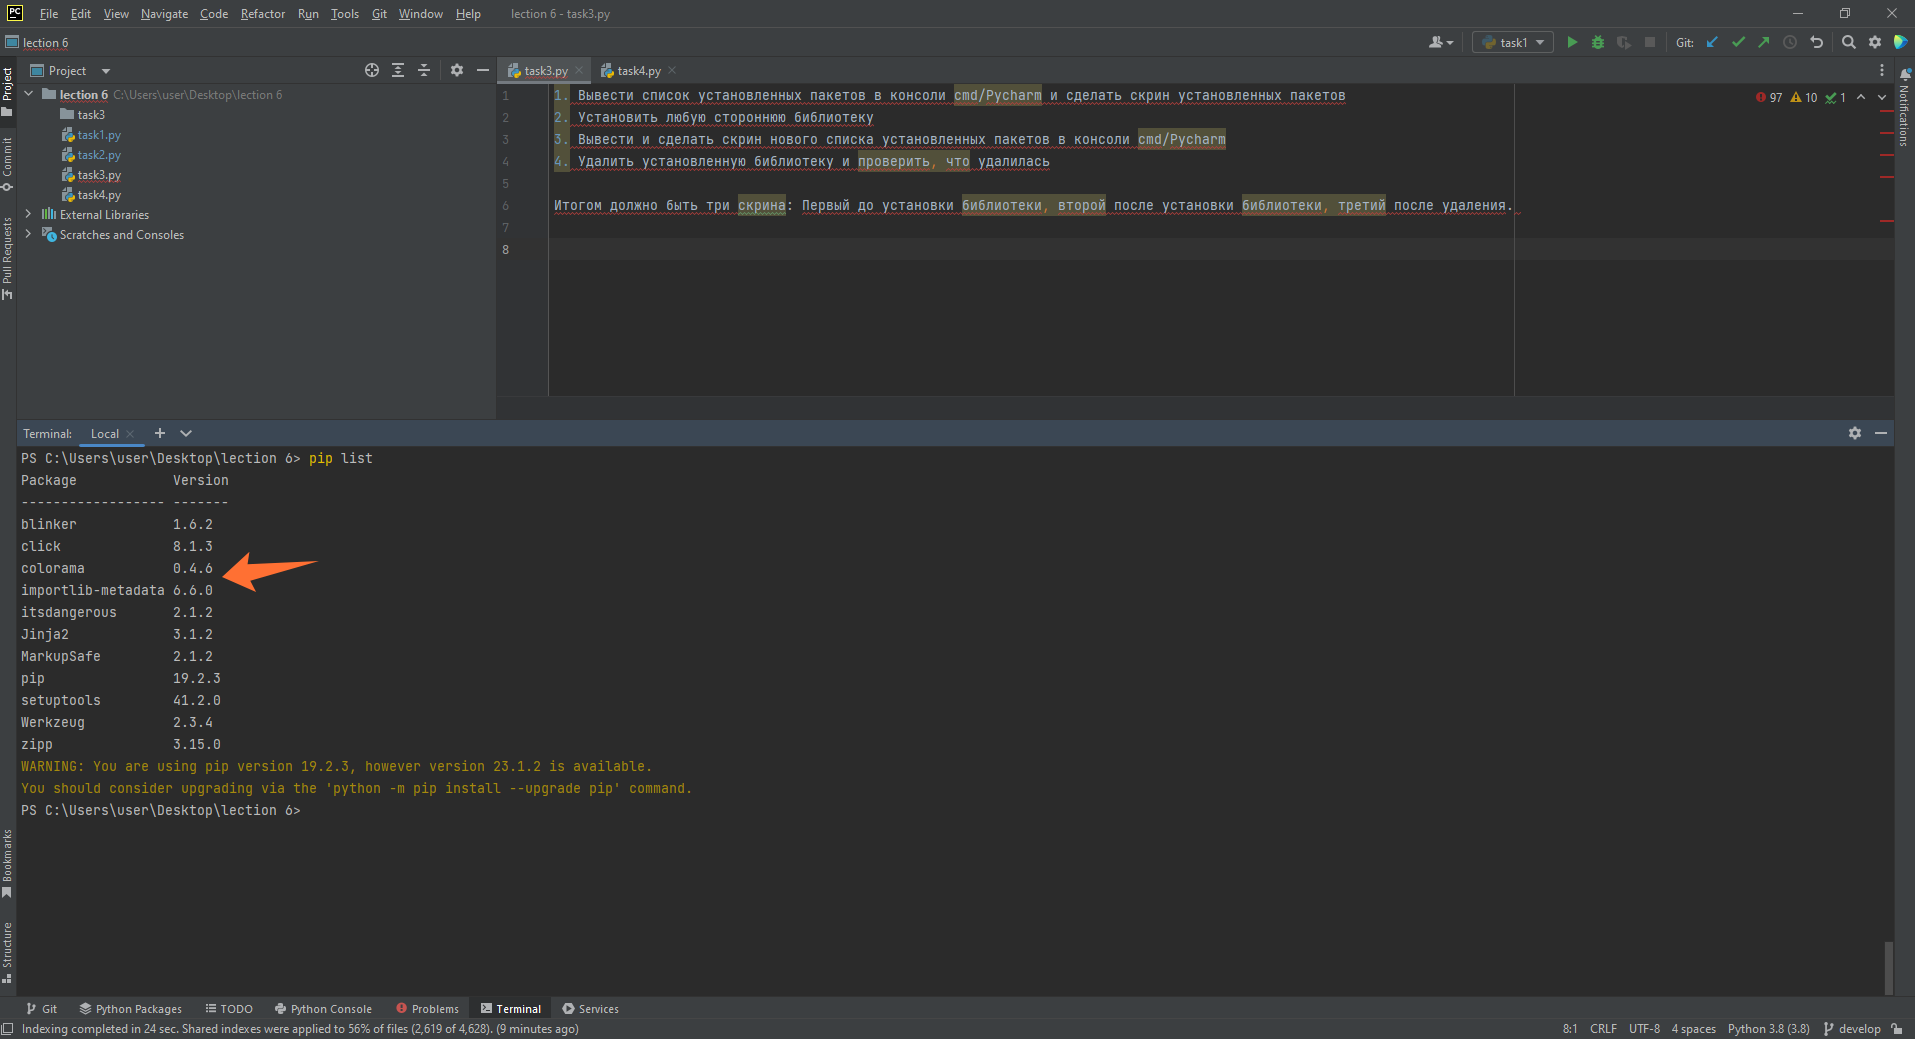 PC File Edit View Navigate Code Refactor Run Tools Git Window Help lection 6 - task3.py
lection 6 task1 Git:
Project
task3.py task4.py
lection 6 C:\Users\user\Desktop\lection 6
task3
task1.py
task2.py
task3.py
task4.py
External Libraries
Scratches and Consoles
Project
Commit
Pull Requests
Bookmarks
Structure
Notifications
97 10 1
1 1. Вывести список установленных пакетов в консоли cmd/Pycharm и сделать скрин установленных пакетов
2 2. Установить любую стороннюю библиотеку
3 3. Вывести и сделать скрин нового списка установленных пакетов в консоли cmd/Pycharm
4 4. Удалить установленную библиотеку и проверить, что удалилась
5
6 Итогом должно быть три скрина: Первый до установки библиотеки, второй после установки библиотеки, третий после удаления.
7
8
Terminal: Local
PS C:\Users\user\Desktop\lection 6> pip list
Package Version
------------------ -------
blinker 1.6.2
click 8.1.3
colorama 0.4.6
importlib-metadata 6.6.0
itsdangerous 2.1.2
Jinja2 3.1.2
MarkupSafe 2.1.2
pip 19.2.3
setuptools 41.2.0
Werkzeug 2.3.4
zipp 3.15.0
WARNING: You are using pip version 19.2.3, however version 23.1.2 is available.
You should consider upgrading via the 'python -m pip install --upgrade pip' command.
PS C:\Users\user\Desktop\lection 6>
Git Python Packages TODO Python Console Problems Terminal Services
Indexing completed in 24 sec. Shared indexes were applied to 56% of files (2,619 of 4,628). (9 minutes ago) 8:1 CRLF UTF-8 4 spaces Python 3.8 (3.8) develop